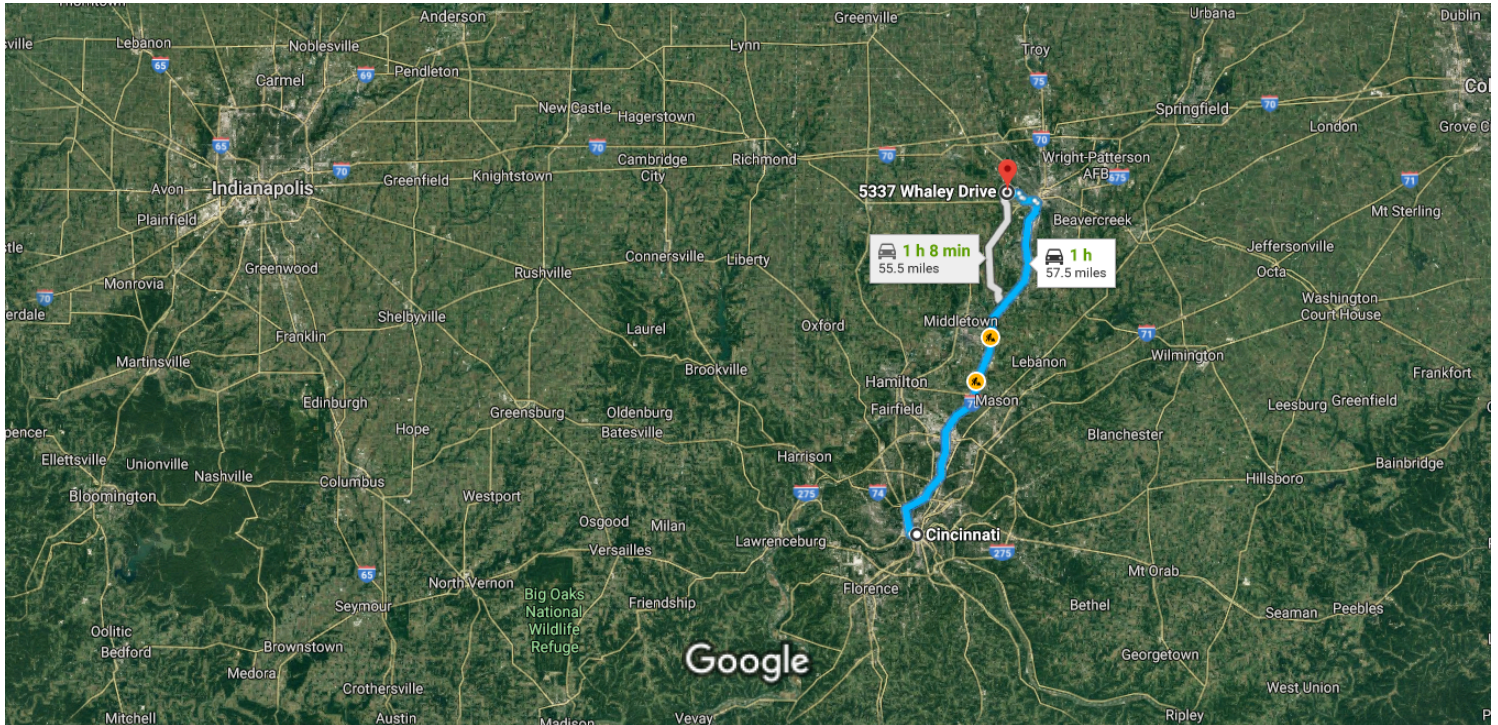 Anderson
Greenville
Urbana
Dublin
ville
Lebanon
Noblesville
Lynn
Troy
65
69
Pendleton
Carmel
75
Col
New Castle
Hagerstown
Springfield
70
London
Grove C
65
70
70
70
70
Cambridge
City
Richmond
Wright-Patterson
AFB
675
71
Avon
Indianapolis
70
Greenfield
Knightstown
5337 Whaley Drive
Plainfield
Beavercreek
Mt Sterling
stle
1 h 8 min
55.5 miles
1 h
57.5 miles
Jeffersonville
Greenwood
Rushville
Connersville
Liberty
Octa
Monrovia
70
erdale
Washington
Court House
Shelbyville
Franklin
Laurel
Oxford
Middletown
71
Martinsville
Lebanon
Wilmington
Brookville
Hamilton
Frankfort
Edinburgh
Greensburg
Oldenburg
Batesville
Fairfield
Mason
Leesburg
Greenfield
pencer
Hope
Blanchester
Ellettsville
Unionville
Nashville
Harrison
Bainbridge
Bloomington
Columbus
Westport
275
74
Hillsboro
Osgood
Milan
Versailles
Lawrenceburg
Cincinnati
275
65
North Vernon
Florence
Mt Orab
Seymour
Big Oaks
National
Wildlife
Refuge
Friendship
Bethel
Seaman
Peebles
Oolitic
Bedford
Brownstown
Medora
Google
Georgetown
Crothersville
West Union
Mitchell
Austin
Madison
Vevay
Ripley